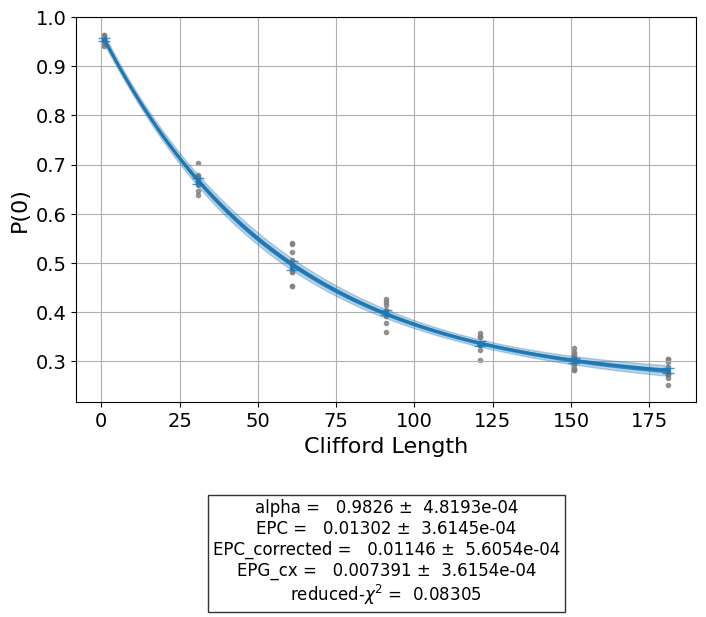 1.0
0.9
0.8
0.7
0.6
0.5
0.4
0.3
P(0)
0 25 50 75 100 125 150 175
Clifford Length
alpha = 0.9826 ± 4.8193e-04
EPC = 0.01302 ± 3.6145e-04
EPC_corrected = 0.01146 ± 5.6054e-04
EPG_cx = 0.007391 ± 3.6154e-04
reduced-χ² = 0.08305